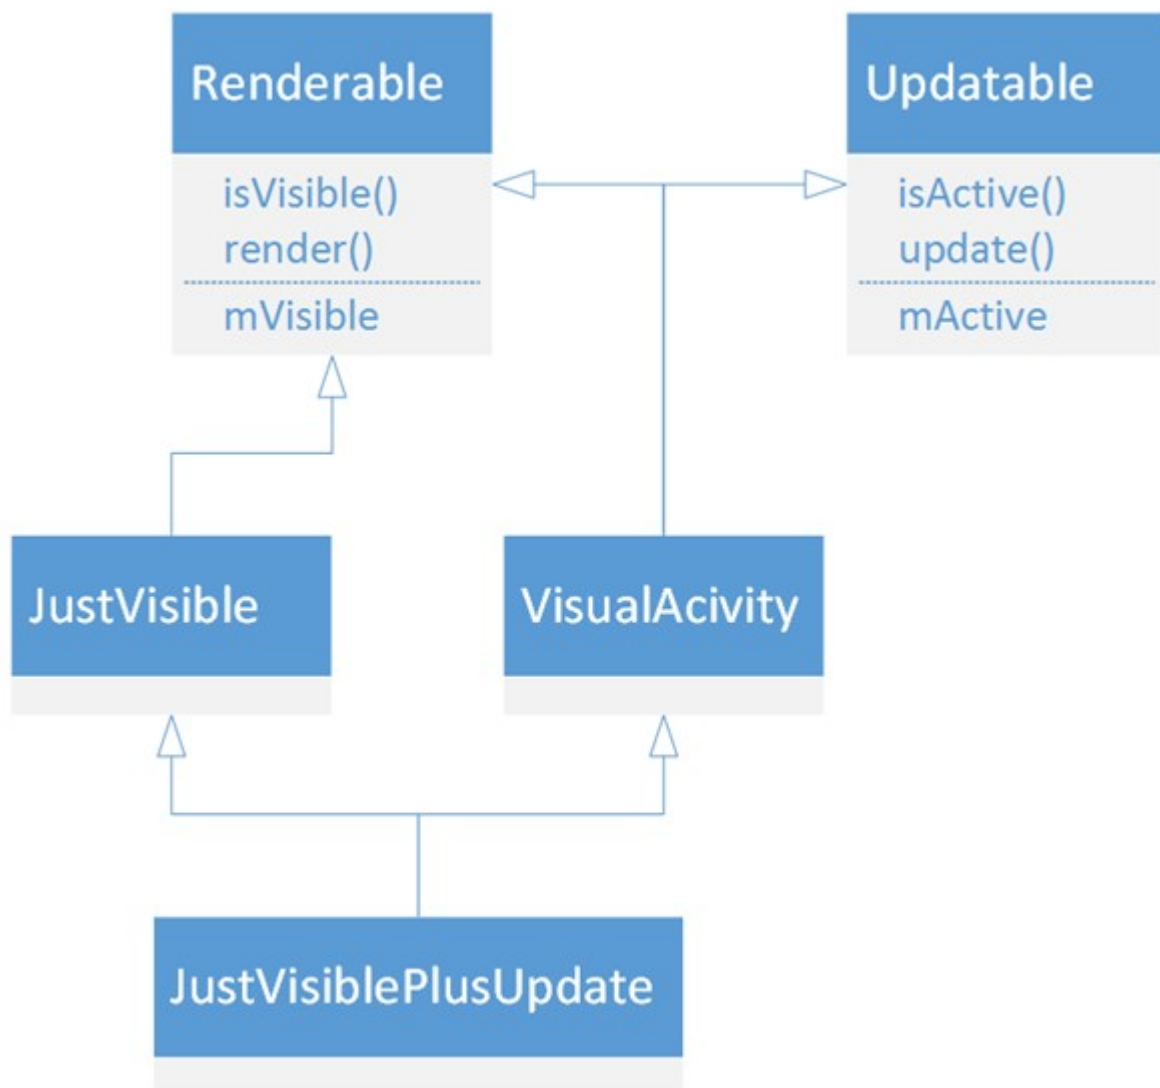 Renderable
isVisible()
render()
mVisible
Updatable
isActive()
update()
mActive
JustVisible
VisualAcivity
JustVisiblePlusUpdate